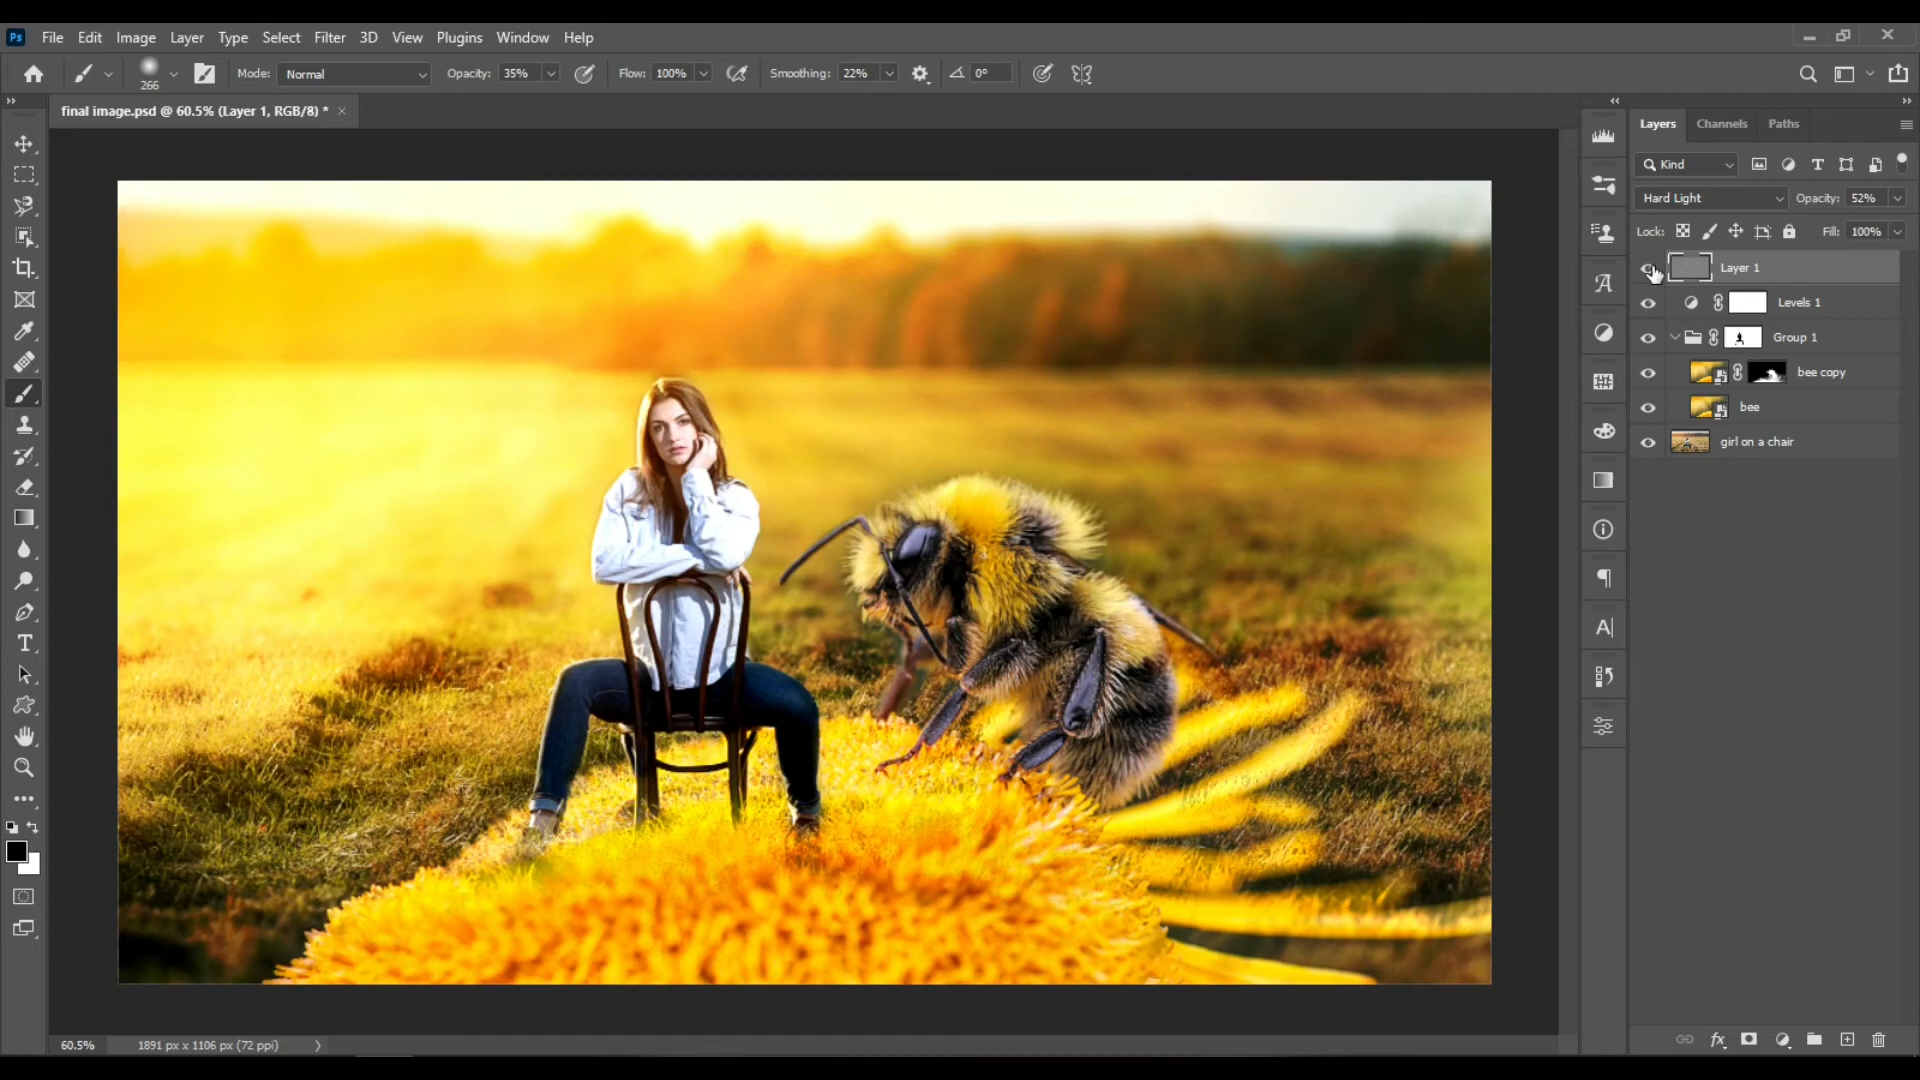 Ps File Edit Image Layer Type Select Filter 3D View Plugins Window Help
266 Mode: Normal Opacity: 35% Flow: 100% Smoothing: 22% 0°
final image.psd @ 60.5% (Layer 1, RGB/8) *
Layers Channels Paths
Kind
Hard Light Opacity: 52%
Lock: Fill: 100%
Layer 1
Levels 1
Group 1
bee copy
bee
girl on a chair
60.5% 1891 px x 1106 px (72 ppi)